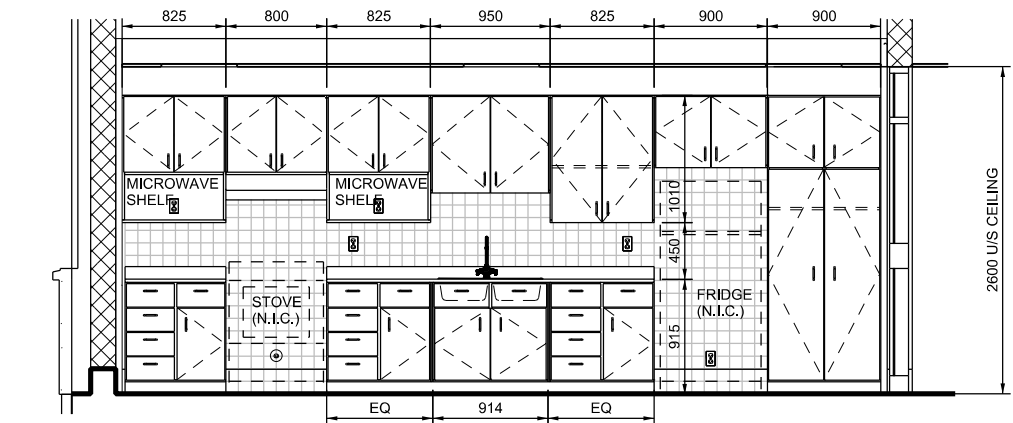 825
800
825
950
825
900
900
MICROWAVE
SHELF
MICROWAVE
SHELF
1010
450
915
2600 U/S CEILING
STOVE
(N.I.C.)
FRIDGE
(N.I.C.)
EQ
914
EQ